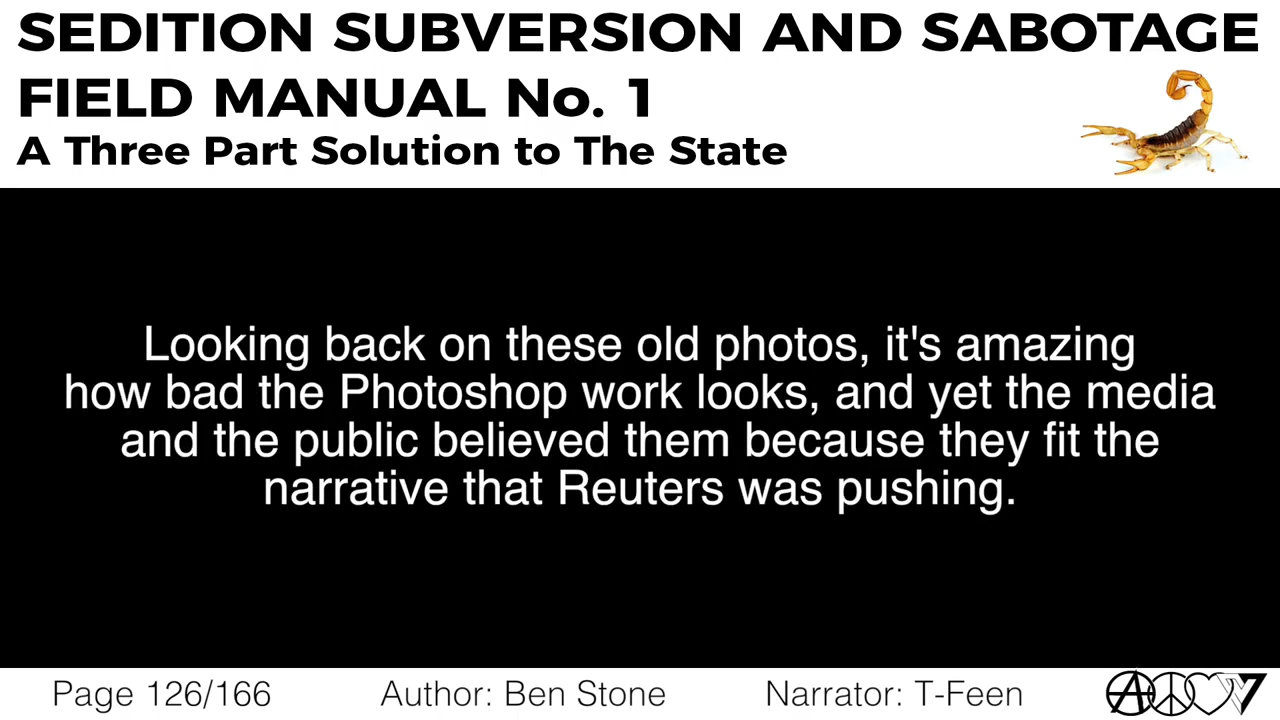 SEDITION SUBVERSION AND SABOTAGE
FIELD MANUAL No. 1
A Three Part Solution to The State
Looking back on these old photos, it's amazing
how bad the Photoshop work looks, and yet the media
and the public believed them because they fit the
narrative that Reuters was pushing.
Page 126/166 Author: Ben Stone Narrator: T-Feen